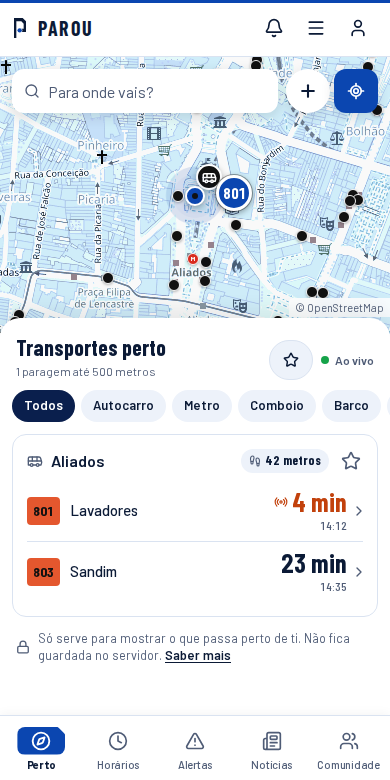 PAROU
Para onde vais?
Pinheiro
Bolhão
Rua da Conceição
Picaria
Rua do Bonjardim
Rua de José Falcão
Rua da Picaria
801
Aliados
Praça Filipa
de Lencastre
© OpenStreetMap
Transportes perto
1 paragem até 500 metros
Ao vivo
Todos
Autocarro
Metro
Comboio
Barco
Aliados
42 metros
801
Lavadores
4 min
14:12
803
Sandim
23 min
14:35
Só serve para mostrar o que passa perto de ti. Não fica
guardada no servidor. Saber mais
Perto
Horários
Alertas
Notícias
Comunidade